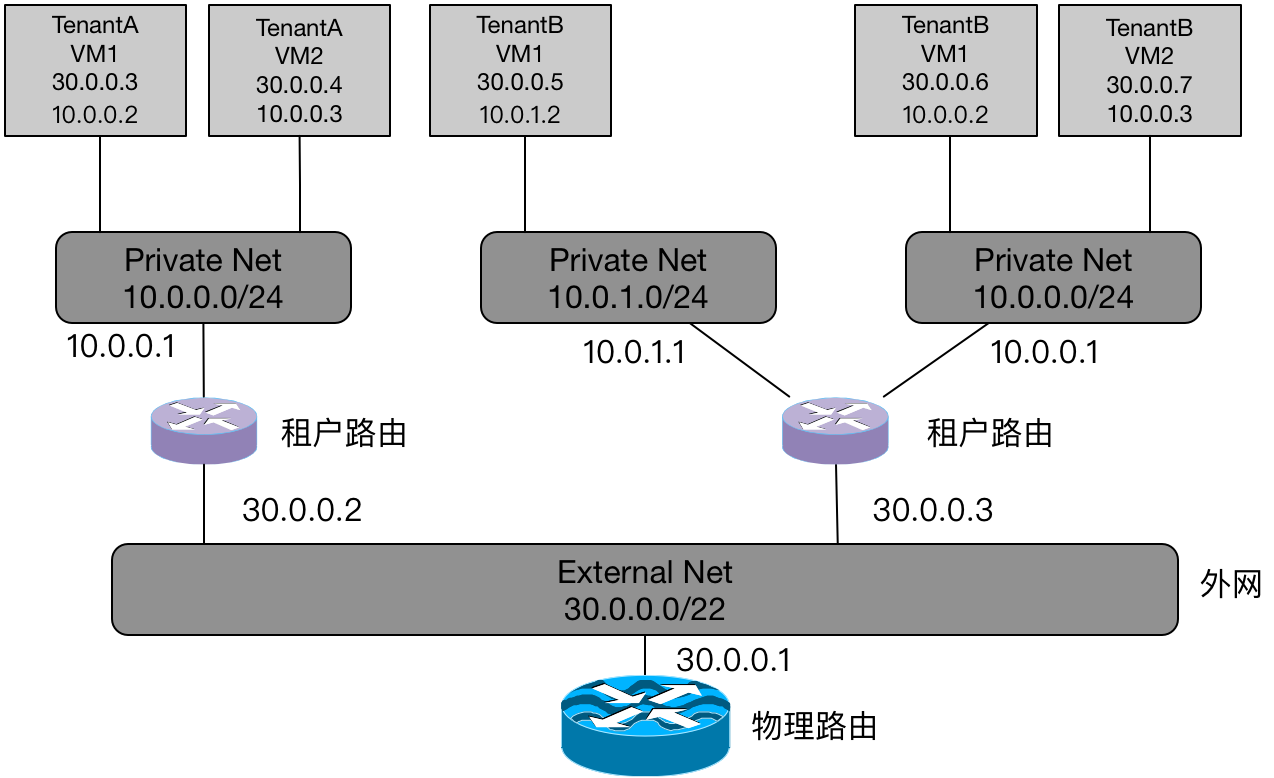 TenantA
VM1
30.0.0.3
10.0.0.2
TenantA
VM2
30.0.0.4
10.0.0.3
TenantB
VM1
30.0.0.5
10.0.1.2
TenantB
VM1
30.0.0.6
10.0.0.2
TenantB
VM2
30.0.0.7
10.0.0.3
Private Net
10.0.0.0/24
Private Net
10.0.1.0/24
Private Net
10.0.0.0/24
10.0.0.1
10.0.1.1
10.0.0.1
租户路由
租户路由
30.0.0.2
30.0.0.3
External Net
30.0.0.0/22
外网
30.0.0.1
物理路由